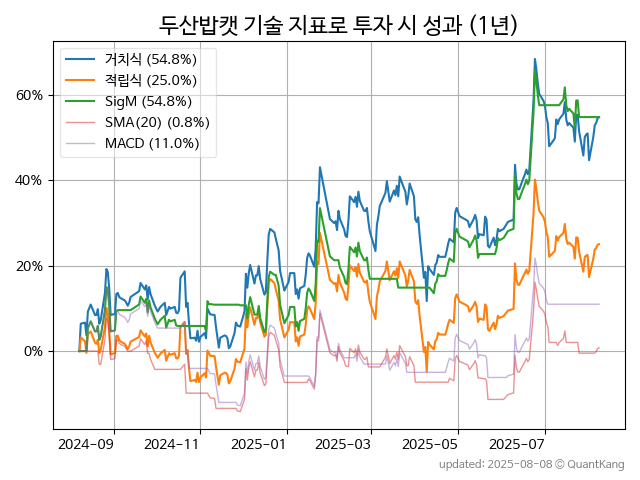 두산밥캣 기술 지표로 투자 시 성과 (1년)
거치식 (54.8%)
적립식 (25.0%)
SigM (54.8%)
SMA(20) (0.8%)
MACD (11.0%)
60%
40%
20%
0%
2024-09
2024-11
2025-01
2025-03
2025-05
2025-07
updated: 2025-08-08 © QuantKang